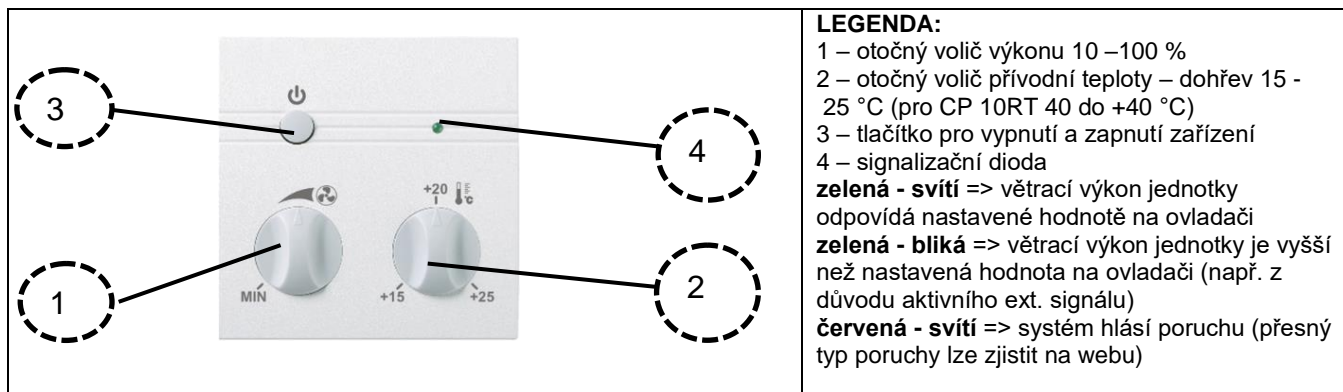 3
4
1
2
+20
°C
MIN
+15
+25
LEGENDA:
1 – otočný volič výkonu 10 –100 %
2 – otočný volič přívodní teploty – dohřev 15 -
25 °C (pro CP 10RT 40 do +40 °C)
3 – tlačítko pro vypnutí a zapnutí zařízení
4 – signalizační dioda
zelená - svítí => větrací výkon jednotky
odpovídá nastavené hodnotě na ovladači
zelená - bliká => větrací výkon jednotky je vyšší
než nastavená hodnota na ovladači (např. z
důvodu aktivního ext. signálu)
červená - svítí => systém hlásí poruchu (přesný
typ poruchy lze zjistit na webu)